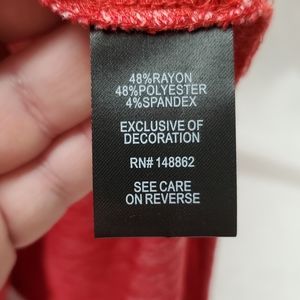 48%RAYON
48%POLYESTER
4%SPANDEX
EXCLUSIVE OF
DECORATION
RN# 148862
SEE CARE
ON REVERSE